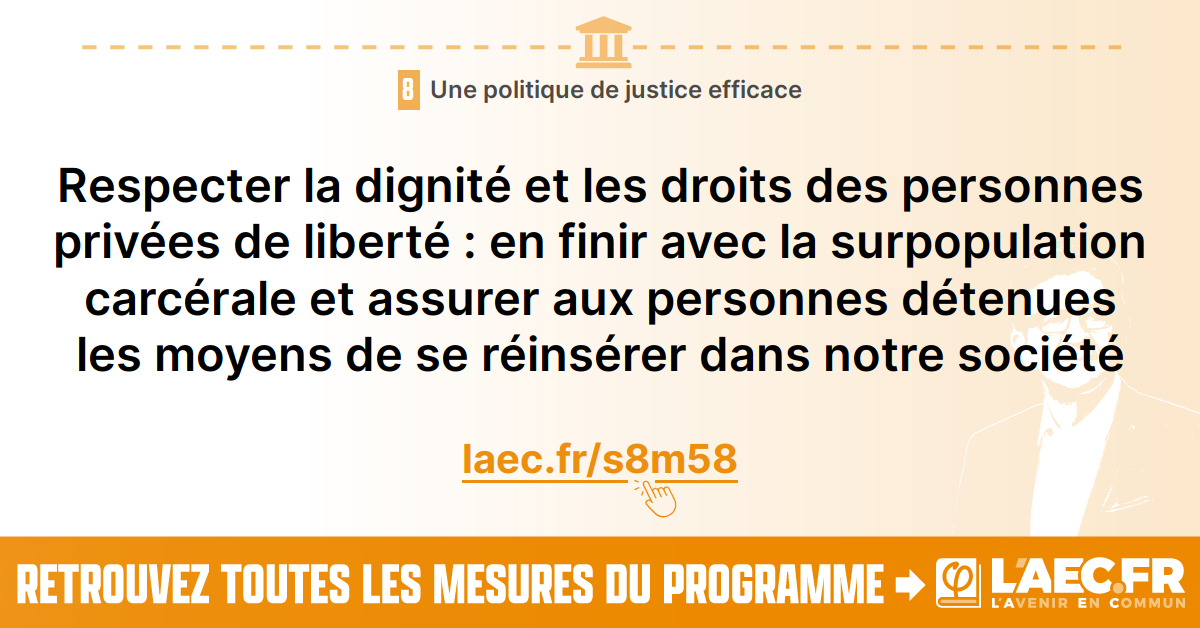 8 Une politique de justice efficace
Respecter la dignité et les droits des personnes
privées de liberté : en finir avec la surpopulation
carcérale et assurer aux personnes détenues
les moyens de se réinsérer dans notre société
laec.fr/s8m58
RETROUVEZ TOUTES LES MESURES DU PROGRAMME
φ L'AEC.FR
L'AVENIR EN COMMUN